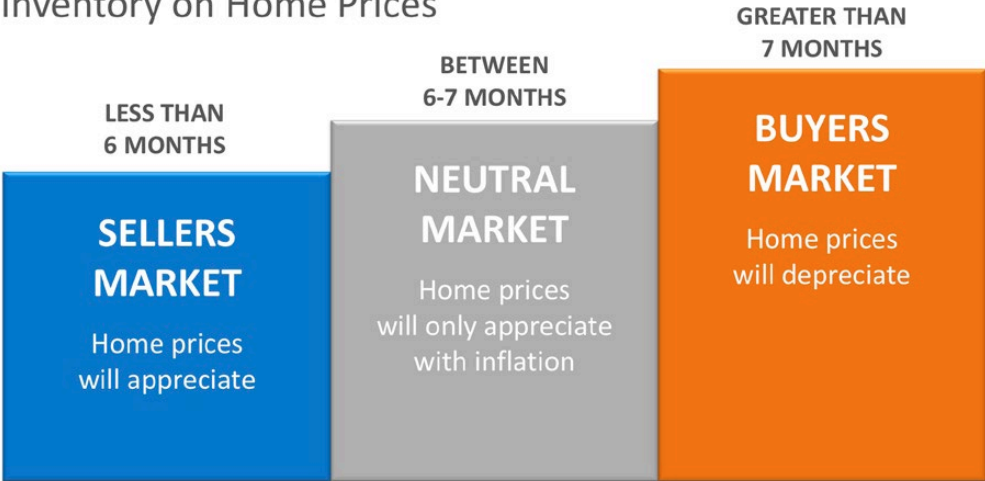 Inventory on Home Prices
LESS THAN
6 MONTHS
SELLERS
MARKET
Home prices
will appreciate
BETWEEN
6-7 MONTHS
NEUTRAL
MARKET
Home prices
will only appreciate
with inflation
GREATER THAN
7 MONTHS
BUYERS
MARKET
Home prices
will depreciate